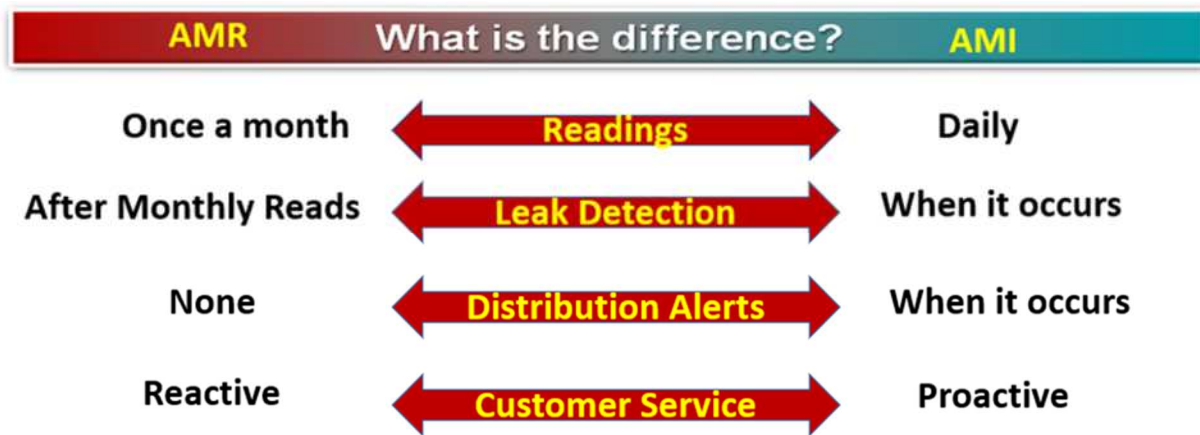 AMR What is the difference? AMI
Once a month Readings Daily
After Monthly Reads Leak Detection When it occurs
None Distribution Alerts When it occurs
Reactive Customer Service Proactive